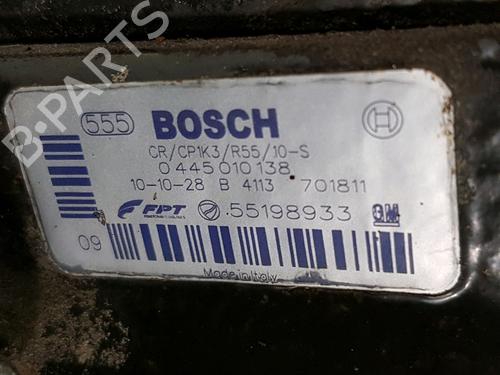 555 BOSCH
CR/CP1K3/R55/10-S
0 445 010 138
10-10-28 B 4113 701811
FPT 55198933 GM
09
Made in Italy
B-PARTS